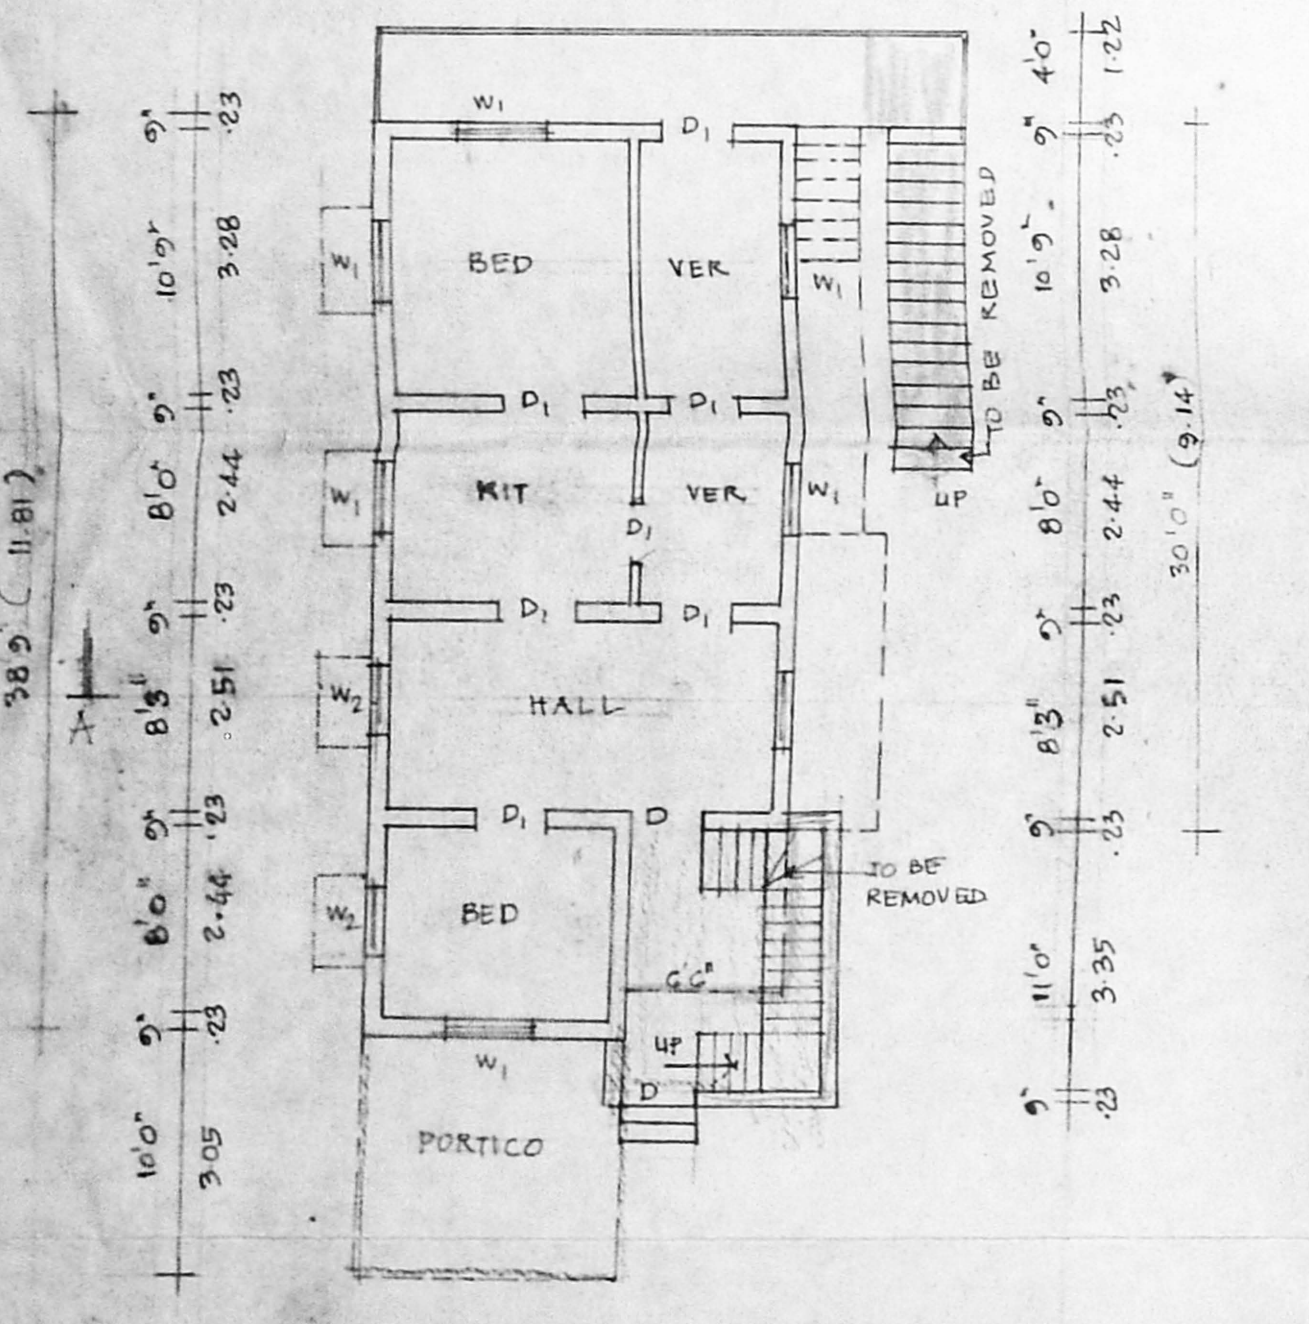 W1
D1
BED
VER
W1
W1
D1
D1
KIT
VER
W1
W1
D1
D1
D1
HALL
W2
D1
D
BED
W2
6'6"
UP
D
W1
PORTICO
TO BE REMOVED
UP
TO BE
REMOVED
9" .23
10'9" 3.28
9" .23
8'0" 2.44
9" .23
8'3" 2.51
9" .23
8'0" 2.44
9" .23
10'0" 3.05
38'9" (11.81)
A
4'0" 1.22
9" .23
10'9" 3.28
9" .23
8'0" 2.44
9" .23
8'3" 2.51
9" .23
11'0" 3.35
9" .23
30'0" (9.14)